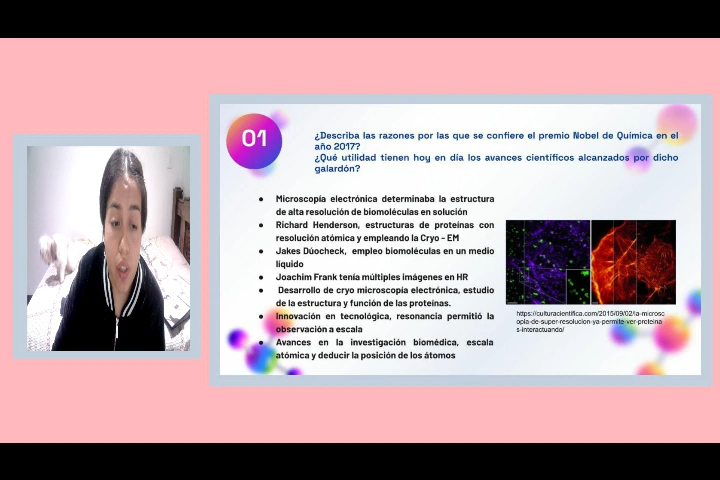 01
¿Describa las razones por las que se confiere el premio Nobel de Química en el
año 2017?
¿Qué utilidad tienen hoy en día los avances científicos alcanzados por dicho
galardón?
● Microscopía electrónica determinaba la estructura
de alta resolución de biomoléculas en solución
● Richard Henderson, estructuras de proteínas con
resolución atómica y empleando la Cryo - EM
● Jakes Dúocheck, empleo biomoléculas en un medio
líquido
● Joachim Frank tenía múltiples imágenes en HR
● Desarrollo de cryo microscopía electrónica, estudio
de la estructura y función de las proteínas.
● Innovación en tecnológica, resonancia permitió la
observación a escala
● Avances en la investigación biomédica, escala
atómica y deducir la posición de los átomos
https://culturacientifica.com/2015/09/02/la-microsc
opia-de-super-resolucion-ya-permite-ver-proteina
s-interactuando/